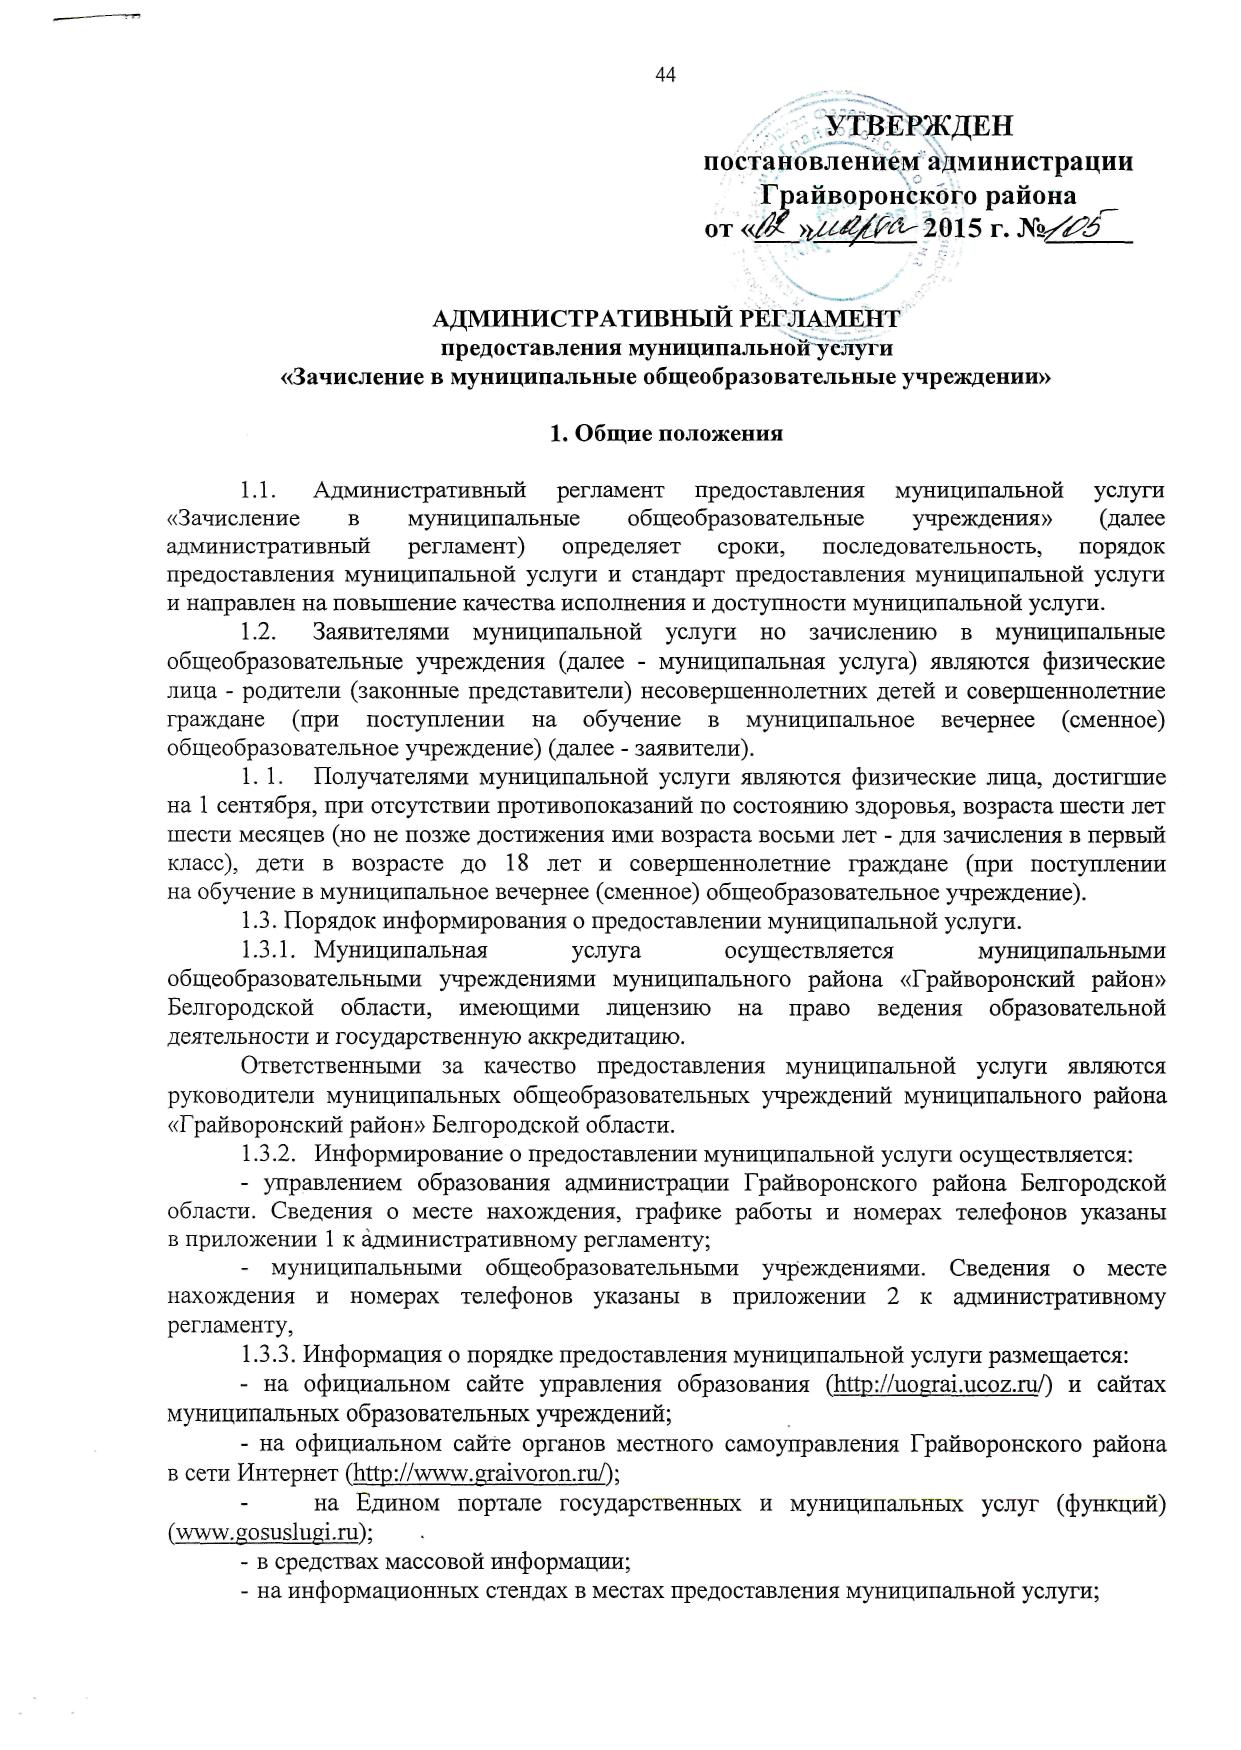 44
УТВЕРЖДЕН
постановлением администрации
Грайворонского района
от «02» марта 2015 г. №105
АДМИНИСТРАТИВНЫЙ РЕГЛАМЕНТ
предоставления муниципальной услуги
«Зачисление в муниципальные общеобразовательные учреждении»
1. Общие положения
1.1. Административный регламент предоставления муниципальной услуги
«Зачисление в муниципальные общеобразовательные учреждения» (далее
административный регламент) определяет сроки, последовательность, порядок
предоставления муниципальной услуги и стандарт предоставления муниципальной услуги
и направлен на повышение качества исполнения и доступности муниципальной услуги.
1.2. Заявителями муниципальной услуги но зачислению в муниципальные
общеобразовательные учреждения (далее - муниципальная услуга) являются физические
лица - родители (законные представители) несовершеннолетних детей и совершеннолетние
граждане (при поступлении на обучение в муниципальное вечернее (сменное)
общеобразовательное учреждение) (далее - заявители).
1. 1. Получателями муниципальной услуги являются физические лица, достигшие
на 1 сентября, при отсутствии противопоказаний по состоянию здоровья, возраста шести лет
шести месяцев (но не позже достижения ими возраста восьми лет - для зачисления в первый
класс), дети в возрасте до 18 лет и совершеннолетние граждане (при поступлении
на обучение в муниципальное вечернее (сменное) общеобразовательное учреждение).
1.3. Порядок информирования о предоставлении муниципальной услуги.
1.3.1. Муниципальная услуга осуществляется муниципальными
общеобразовательными учреждениями муниципального района «Грайворонский район»
Белгородской области, имеющими лицензию на право ведения образовательной
деятельности и государственную аккредитацию.
Ответственными за качество предоставления муниципальной услуги являются
руководители муниципальных общеобразовательных учреждений муниципального района
«Грайворонский район» Белгородской области.
1.3.2. Информирование о предоставлении муниципальной услуги осуществляется:
- управлением образования администрации Грайворонского района Белгородской
области. Сведения о месте нахождения, графике работы и номерах телефонов указаны
в приложении 1 к административному регламенту;
- муниципальными общеобразовательными учреждениями. Сведения о месте
нахождения и номерах телефонов указаны в приложении 2 к административному
регламенту,
1.3.3. Информация о порядке предоставления муниципальной услуги размещается:
- на официальном сайте управления образования (http://uograi.ucoz.ru/) и сайтах
муниципальных образовательных учреждений;
- на официальном сайте органов местного самоуправления Грайворонского района
в сети Интернет (http://www.graivoron.ru/);
- на Едином портале государственных и муниципальных услуг (функций)
(www.gosuslugi.ru);
- в средствах массовой информации;
- на информационных стендах в местах предоставления муниципальной услуги;